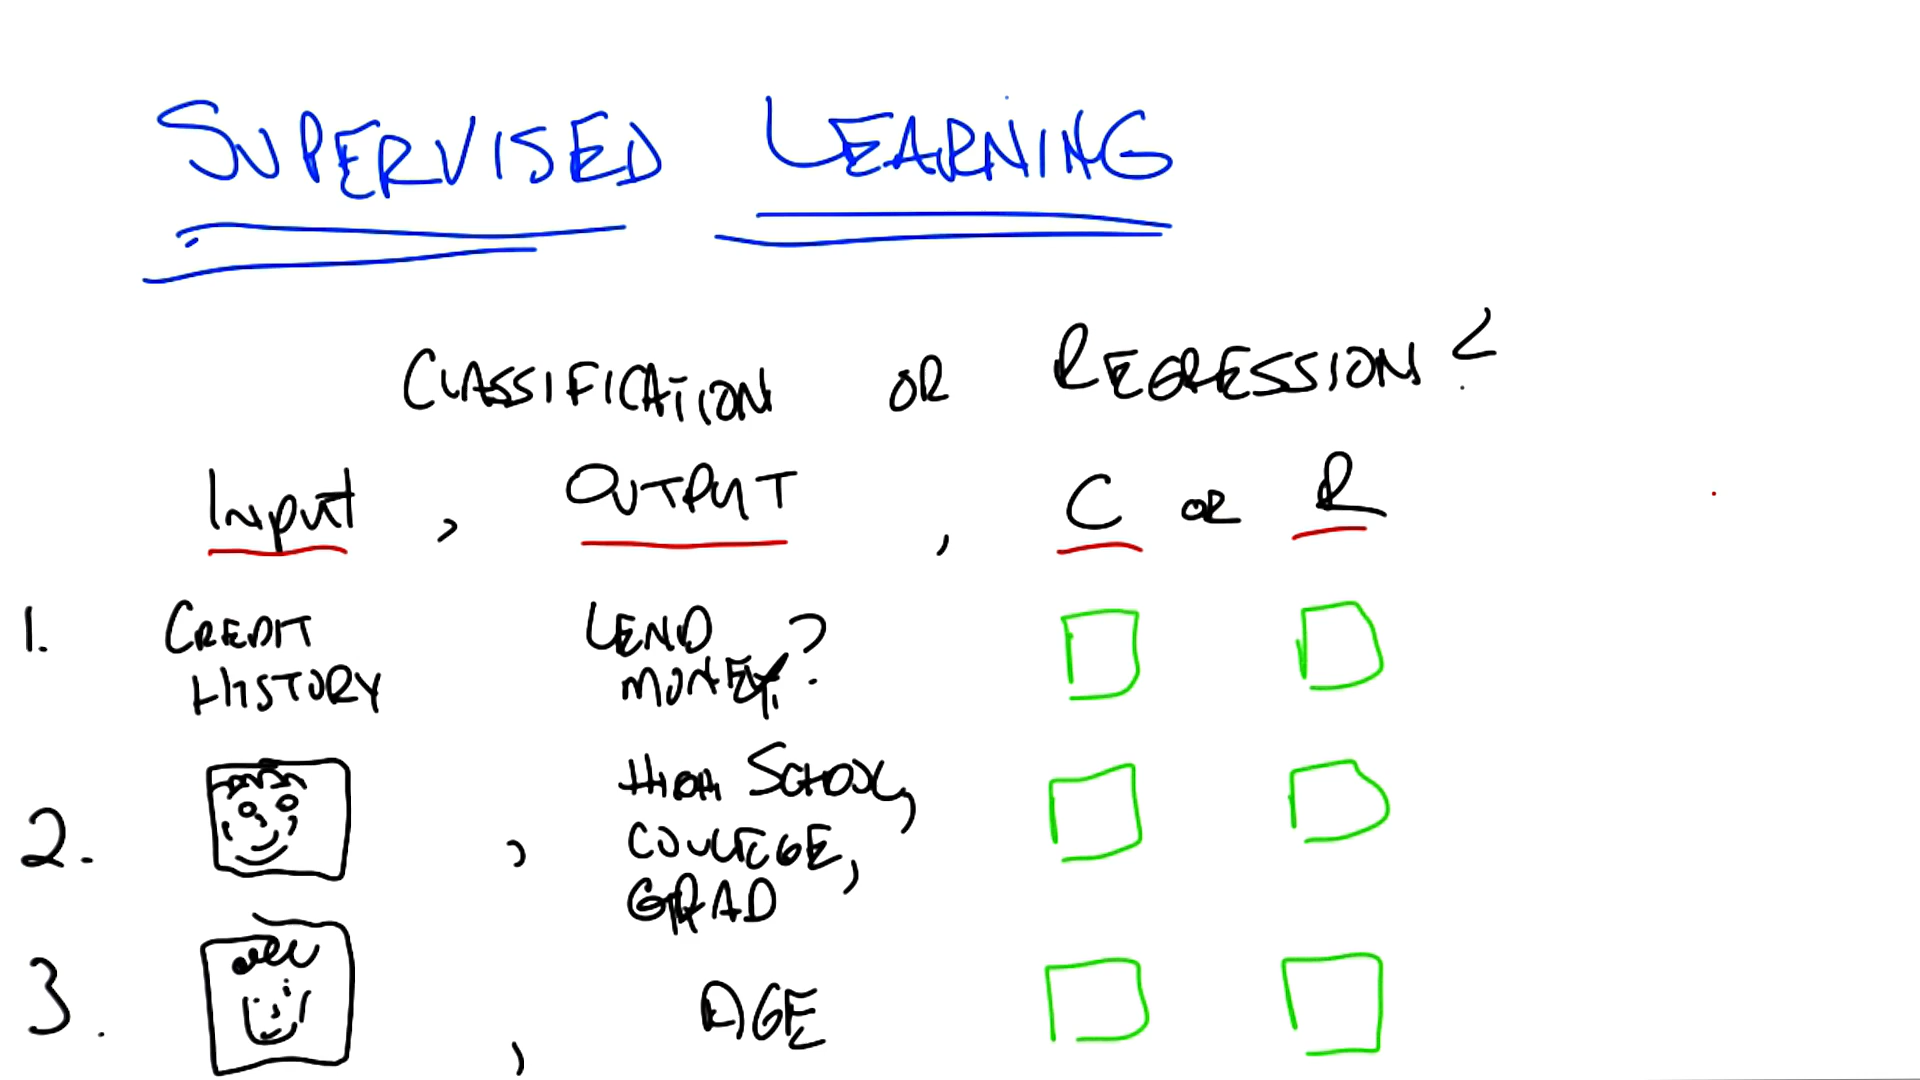 SUPERVISED LEARNING
CLASSIFICATION OR REGRESSION?
Input, OUTPUT, C OR R
1. CREDIT HISTORY LEND MONEY?
2. , HIGH SCHOOL, COLLEGE, GRAD
3. , AGE